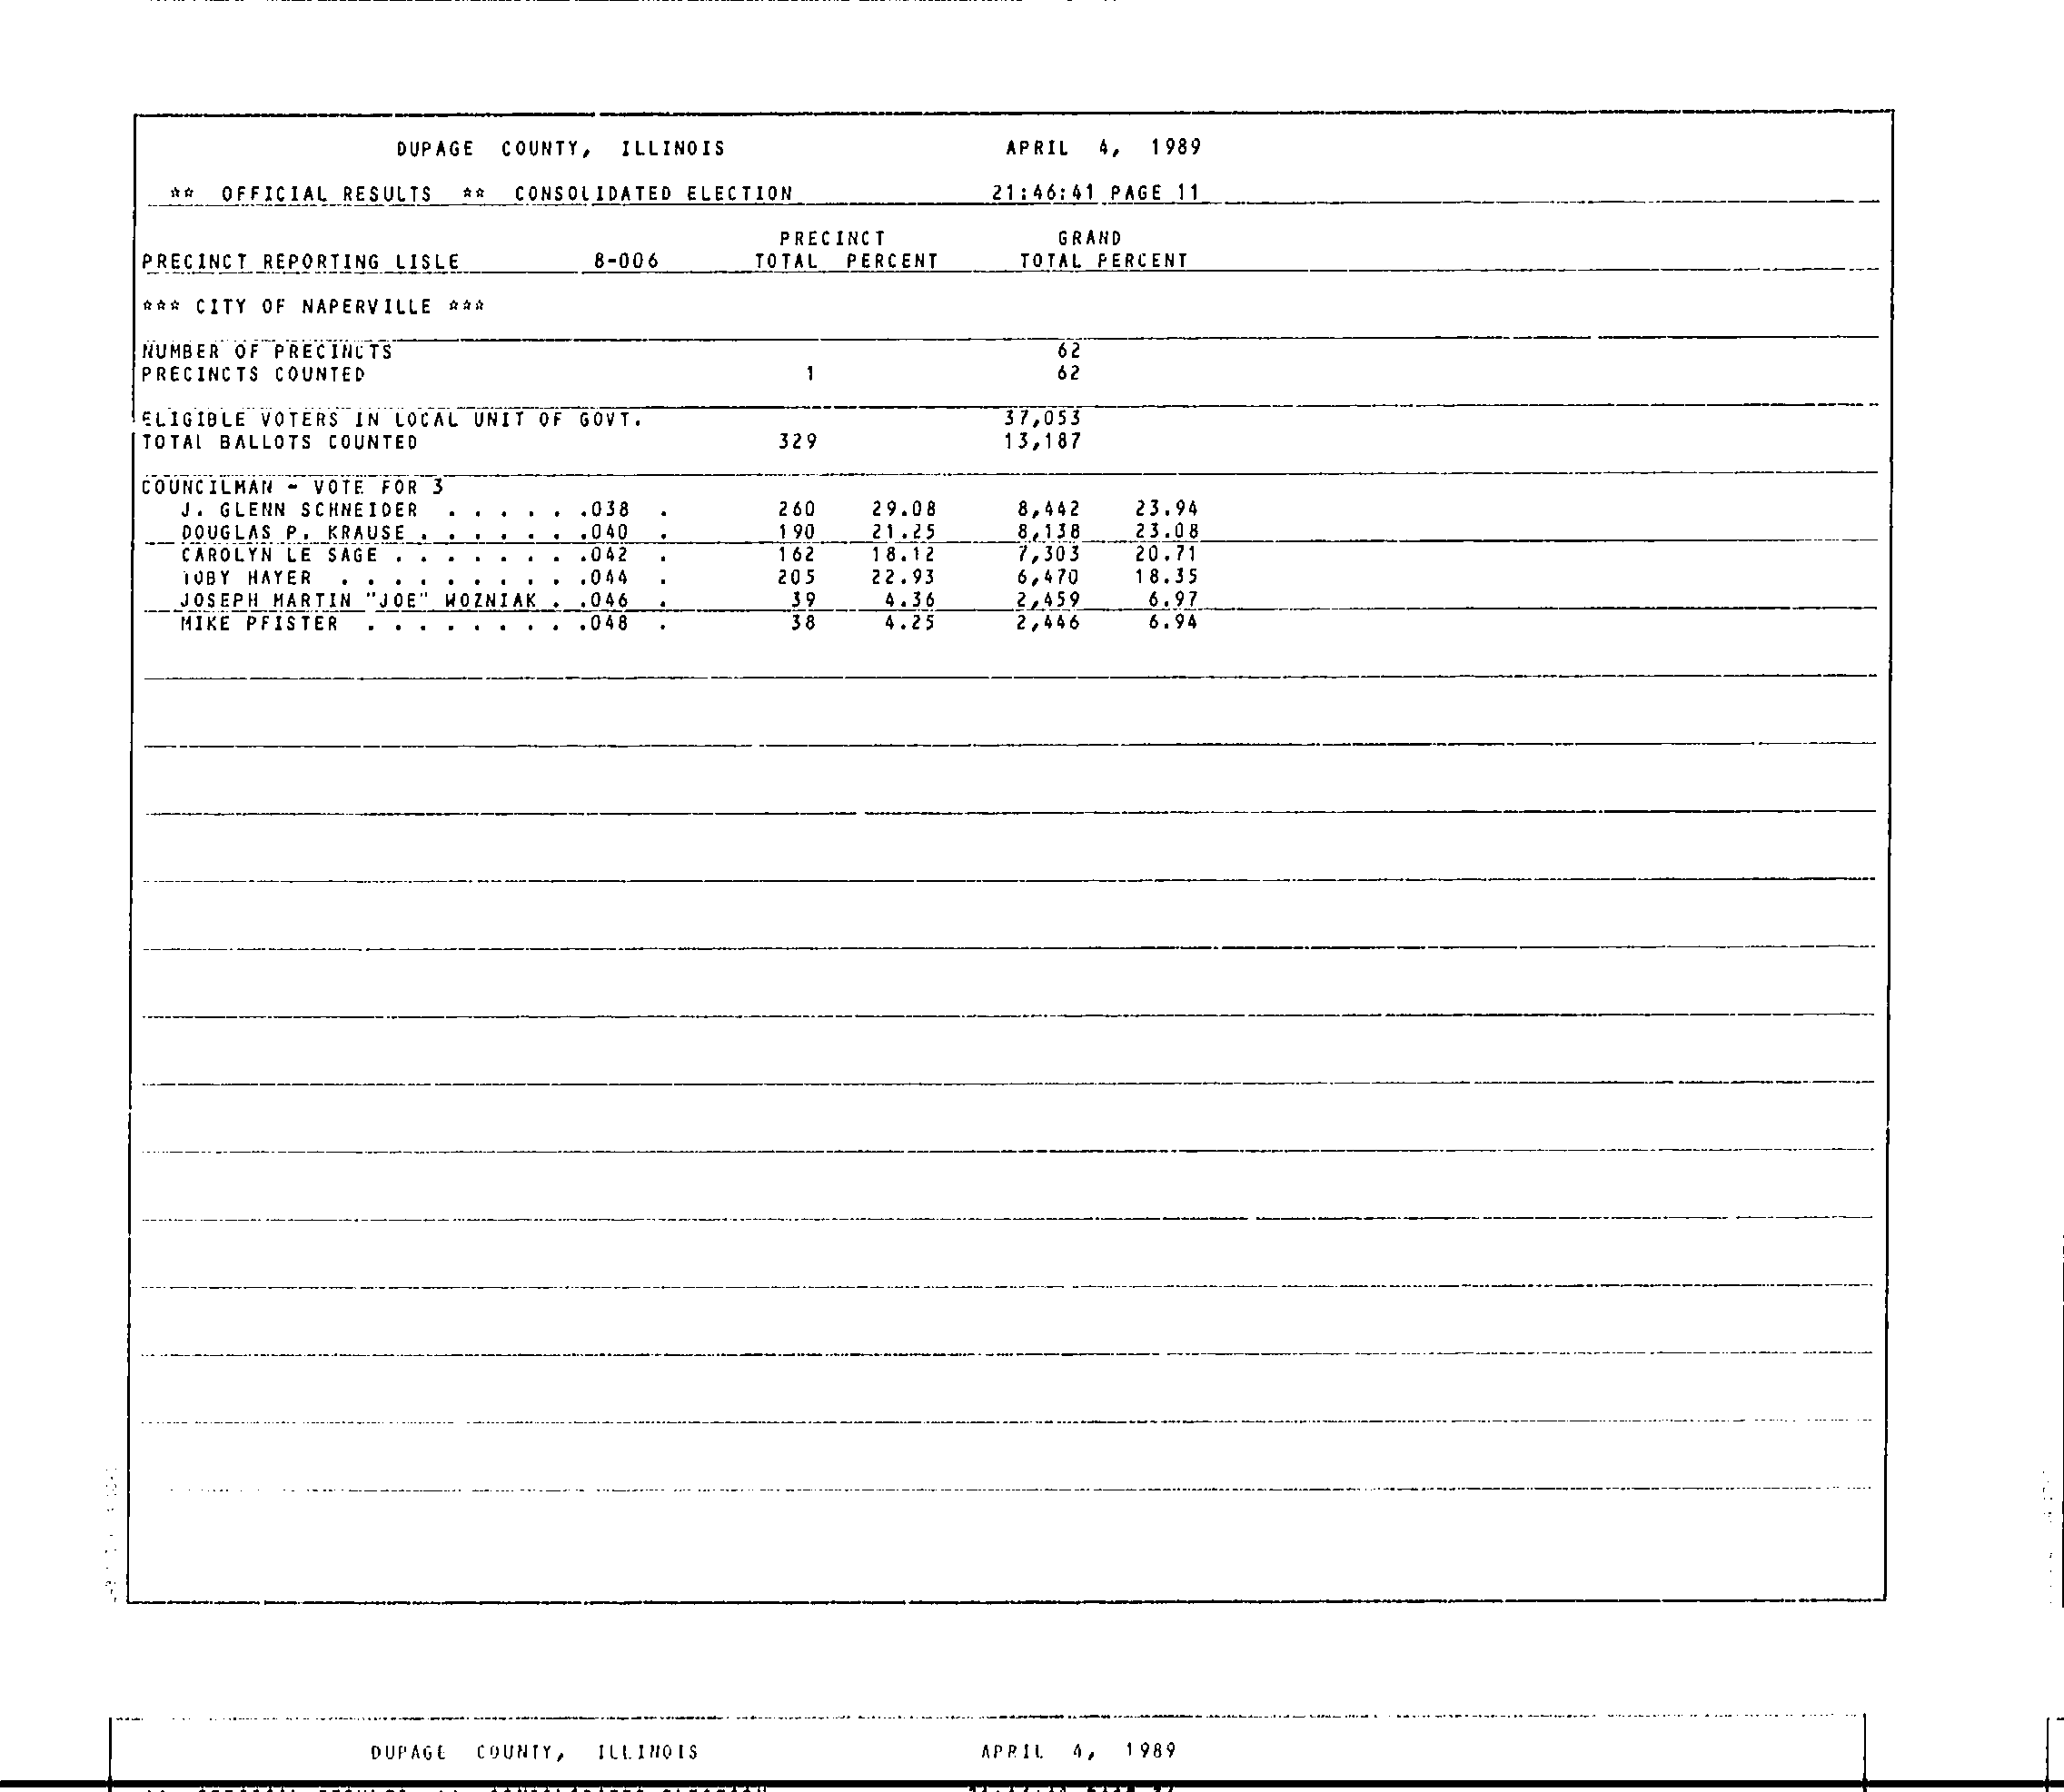 DUPAGE COUNTY, ILLINOIS APRIL 4, 1989
** OFFICIAL RESULTS ** CONSOLIDATED ELECTION 21:46:41 PAGE 11
PRECINCT GRAND
PRECINCT REPORTING LISLE 8-006 TOTAL PERCENT TOTAL PERCENT
*** CITY OF NAPERVILLE ***
NUMBER OF PRECINCTS 62
PRECINCTS COUNTED 1 62
ELIGIBLE VOTERS IN LOCAL UNIT OF GOVT. 37,053
TOTAL BALLOTS COUNTED 329 13,187
COUNCILMAN - VOTE FOR 3
J. GLENN SCHNEIDER . . . . . .038 . 260 29.08 8,442 23.94
DOUGLAS P. KRAUSE . . . . . . .040 . 190 21.25 8,138 23.08
CAROLYN LE SAGE . . . . . . . .042 . 162 18.12 7,303 20.71
TOBY HAYER . . . . . . . . . .044 . 205 22.93 6,470 18.35
JOSEPH MARTIN "JOE" WOZNIAK . .046 . 39 4.36 2,459 6.97
MIKE PFISTER . . . . . . . . .048 . 38 4.25 2,446 6.94
DUPAGE COUNTY, ILLINOIS APRIL 4, 1989